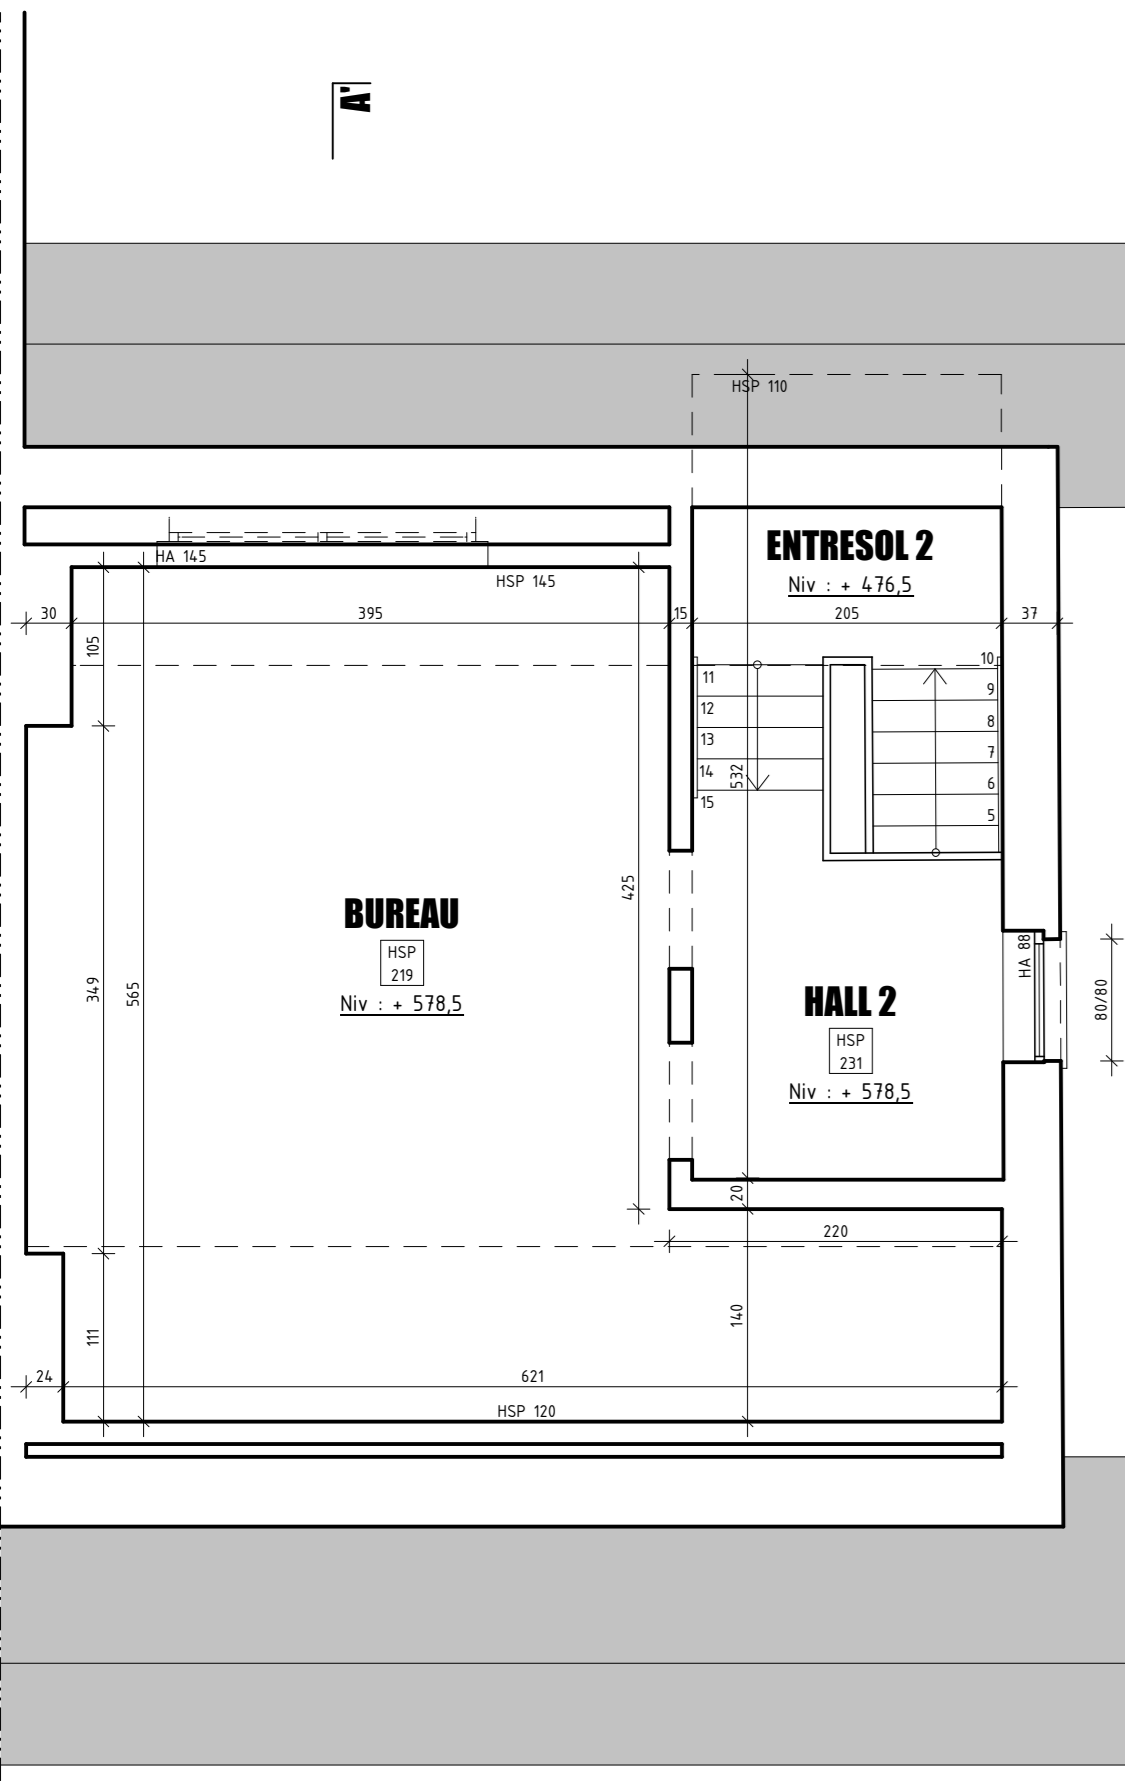 A'
HSP 110
ENTRESOL 2
Niv : + 476,5
HA 145
HSP 145
30
395
15
205
37
105
10
11
9
12
8
13
7
14
6
532
15
5
425
BUREAU
HSP
219
Niv : + 578,5
349
565
HA 88
80/80
HALL 2
HSP
231
Niv : + 578,5
20
220
140
111
24
621
HSP 120